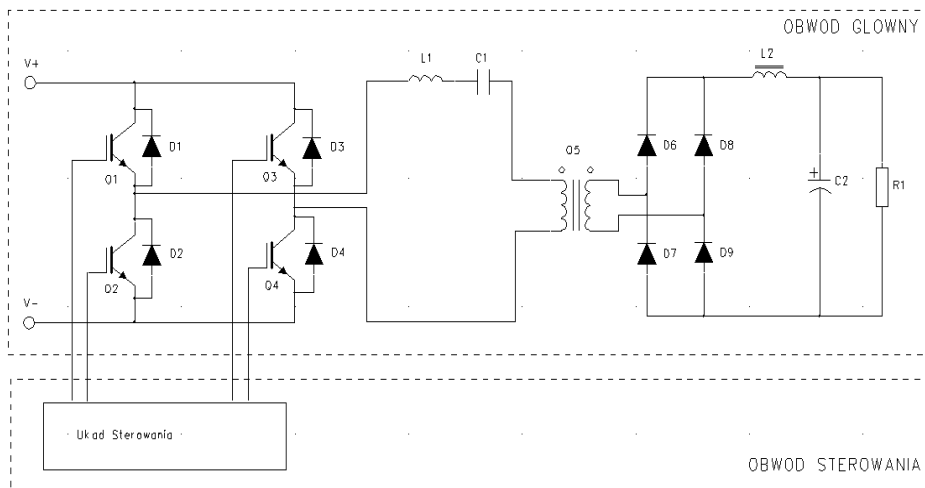 OBWOD GLOWNY
V+
L1
C1
L2
D1
D3
Q5
D6
D8
Q1
Q3
C2
R1
D2
D4
D7
D9
Q2
Q4
V-
Ukad Sterowania
OBWOD STEROWANIA